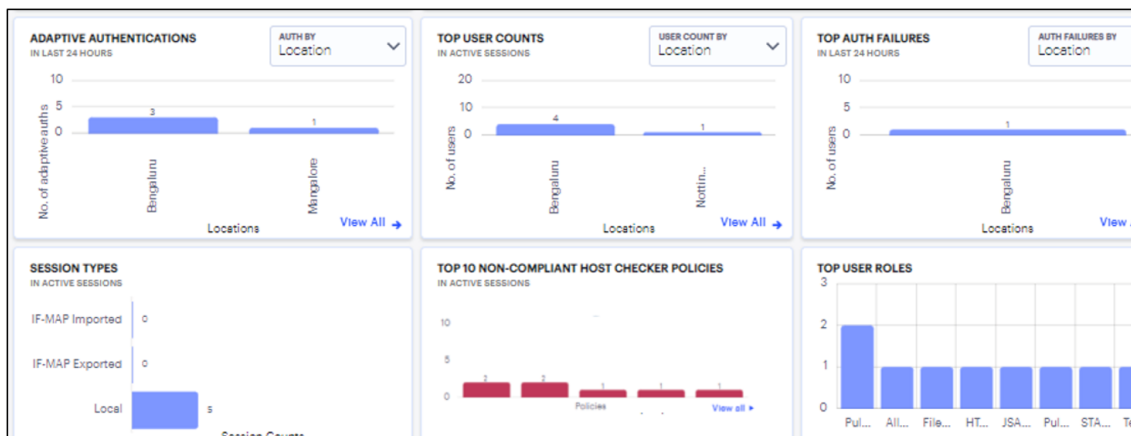 ADAPTIVE AUTHENTICATIONS
IN LAST 24 HOURS
AUTH BY
Location
10
5
0
3
1
No. of adaptive auths
Bengaluru
Mangalore
Locations
View All
TOP USER COUNTS
IN ACTIVE SESSIONS
USER COUNT BY
Location
20
10
0
4
1
No. of users
Bengaluru
Nottin...
Locations
View All
TOP AUTH FAILURES
IN LAST 24 HOURS
AUTH FAILURES BY
Location
10
5
0
1
No. of users
Bengaluru
Locations
View
SESSION TYPES
IN ACTIVE SESSIONS
IF-MAP Imported 0
IF-MAP Exported 0
Local 5
Session Counts
TOP 10 NON-COMPLIANT HOST CHECKER POLICIES
IN ACTIVE SESSIONS
10
5
0
2 2 1 1 1
Policies
View all
TOP USER ROLES
3
2
1
0
Pul... All... File... HT... JSA... Pul... STA... Te